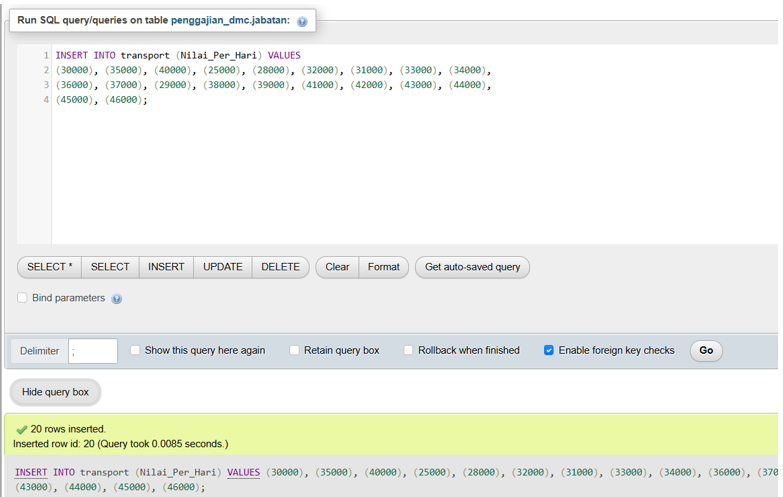 Run SQL query/queries on table penggajian_dmc.jabatan:
1 INSERT INTO transport (Nilai_Per_Hari) VALUES
2 (30000), (35000), (40000), (25000), (28000), (32000), (31000), (33000), (34000),
3 (36000), (37000), (29000), (38000), (39000), (41000), (42000), (43000), (44000),
4 (45000), (46000);
SELECT * SELECT INSERT UPDATE DELETE Clear Format Get auto-saved query
Bind parameters
Delimiter ; Show this query here again Retain query box Rollback when finished Enable foreign key checks Go
Hide query box
20 rows inserted.
Inserted row id: 20 (Query took 0.0085 seconds.)
INSERT INTO transport (Nilai_Per_Hari) VALUES (30000), (35000), (40000), (25000), (28000), (32000), (31000), (33000), (34000), (36000), (370
(43000), (44000), (45000), (46000);